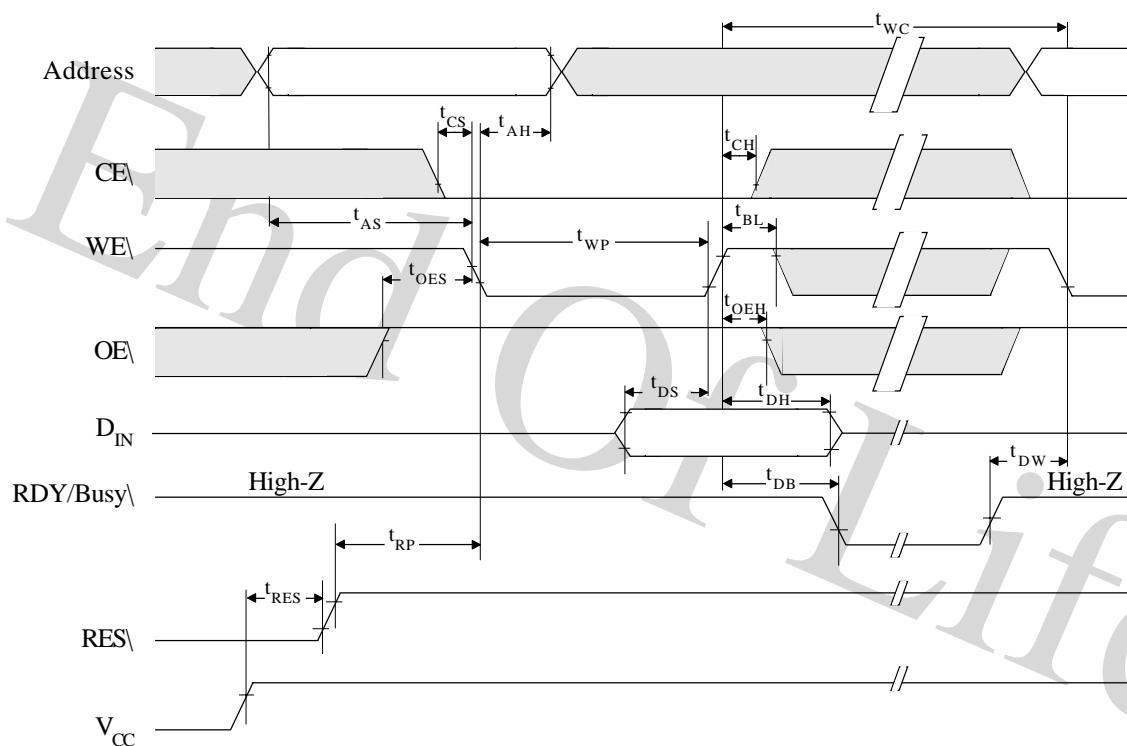 t_WC
Address
t_CS
t_AH
t_CH
CE\
t_AS
t_BL
WE\
t_WP
t_OES
t_OEH
OE\
t_DS
t_DH
D_IN
t_DW
High-Z
t_DB
High-Z
RDY/Busy\
t_RP
t_RES
RES\
V_CC
End Of Life